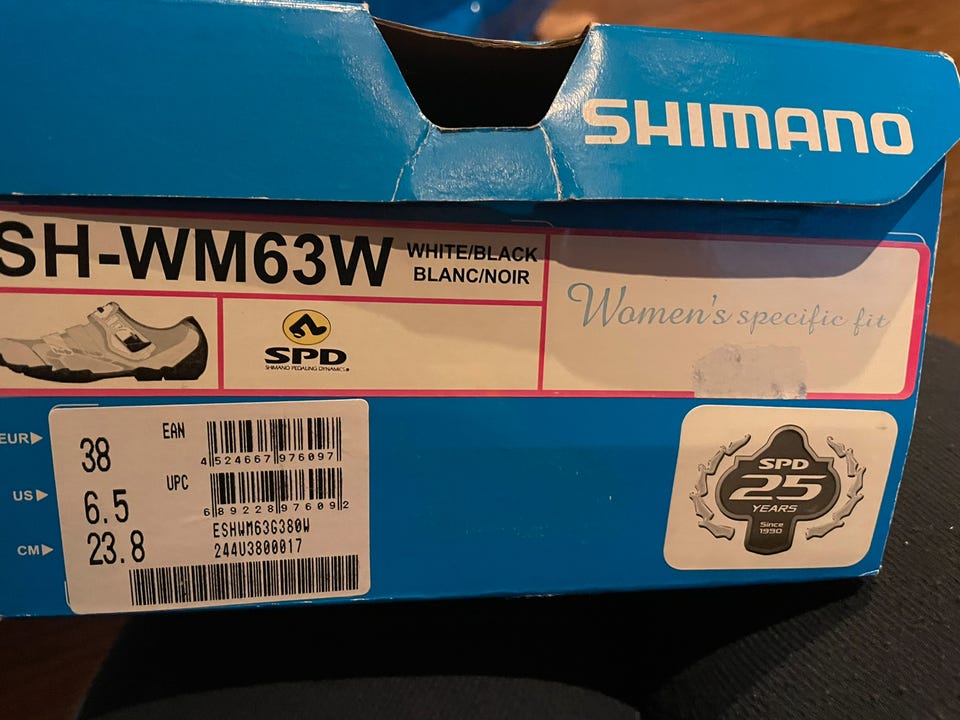 SHIMANO
SH-WM63W
WHITE/BLACK
BLANC/NOIR
Women's specific fit
SPD
SHIMANO PEDALING DYNAMICS
EUR
38
US
6.5
CM
23.8
EAN
4 524667 976097
UPC
6 89228 97609 2
ESHWM63G380W
244U3800017
SPD
25
YEARS
Since
1990